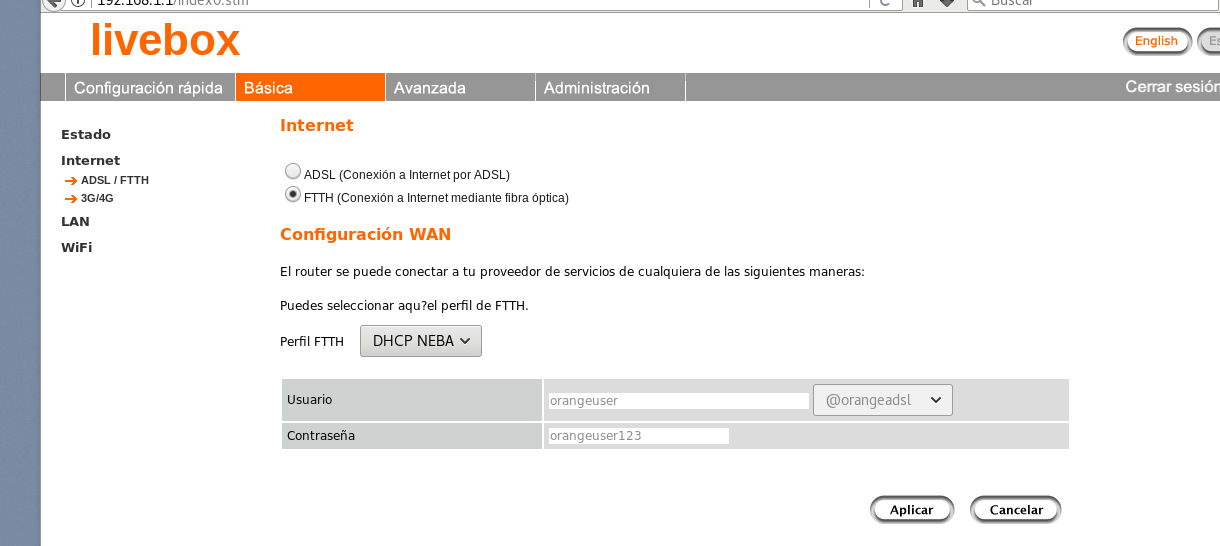 192.168.1.1/index0.stm
Buscar
livebox
English
Es
Configuración rápida Básica Avanzada Administración Cerrar sesión
Estado
Internet
ADSL / FTTH
3G/4G
LAN
WiFi
Internet
ADSL (Conexión a Internet por ADSL)
FTTH (Conexión a Internet mediante fibra óptica)
Configuración WAN
El router se puede conectar a tu proveedor de servicios de cualquiera de las siguientes maneras:
Puedes seleccionar aqu?el perfil de FTTH.
Perfil FTTH DHCP NEBA
Usuario orangeuser @orangeadsl
Contraseña orangeuser123
Aplicar Cancelar